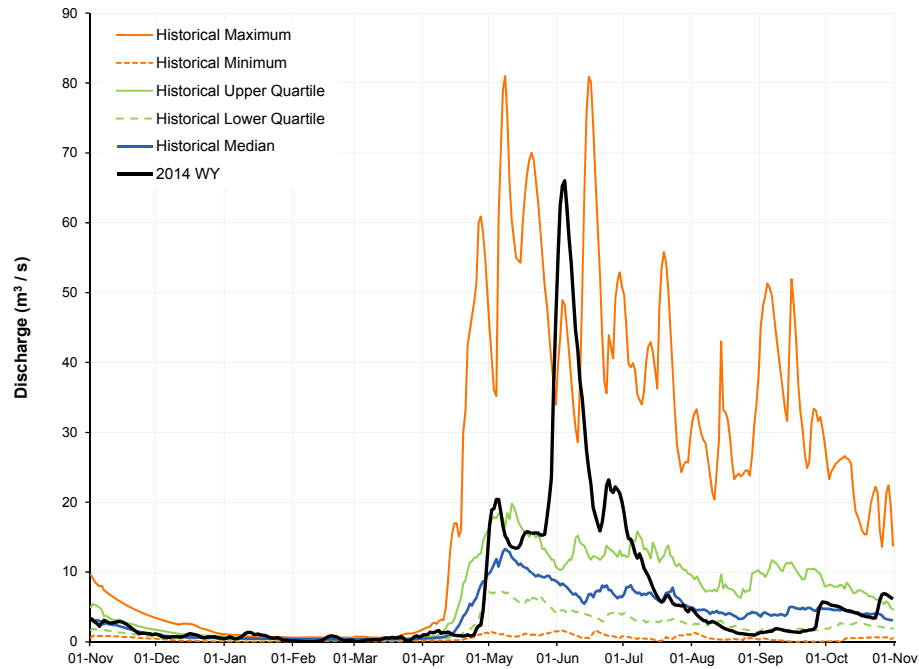 90
80
70
60
50
40
30
20
10
0
Discharge (m³ / s)
Historical Maximum
Historical Minimum
Historical Upper Quartile
Historical Lower Quartile
Historical Median
2014 WY
01-Nov 01-Dec 01-Jan 01-Feb 01-Mar 01-Apr 01-May 01-Jun 01-Jul 01-Aug 01-Sep 01-Oct 01-Nov